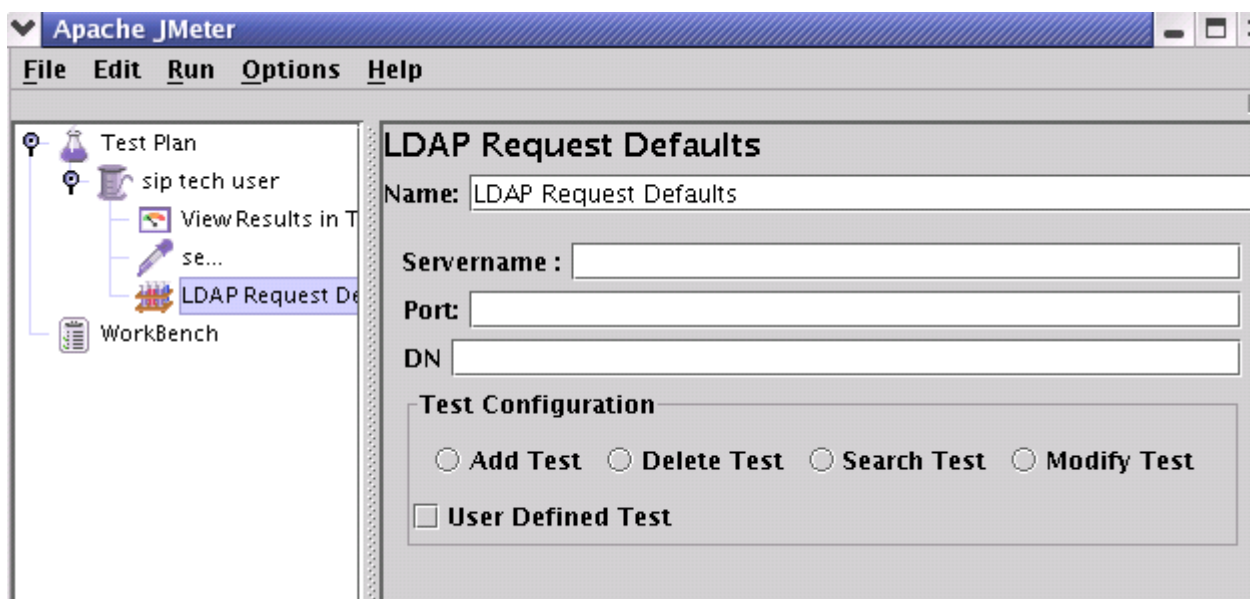 Apache JMeter
File Edit Run Options Help
Test Plan
sip tech user
View Results in T
se...
LDAP Request De
WorkBench
LDAP Request Defaults
Name: LDAP Request Defaults
Servername :
Port:
DN
Test Configuration
Add Test Delete Test Search Test Modify Test
User Defined Test